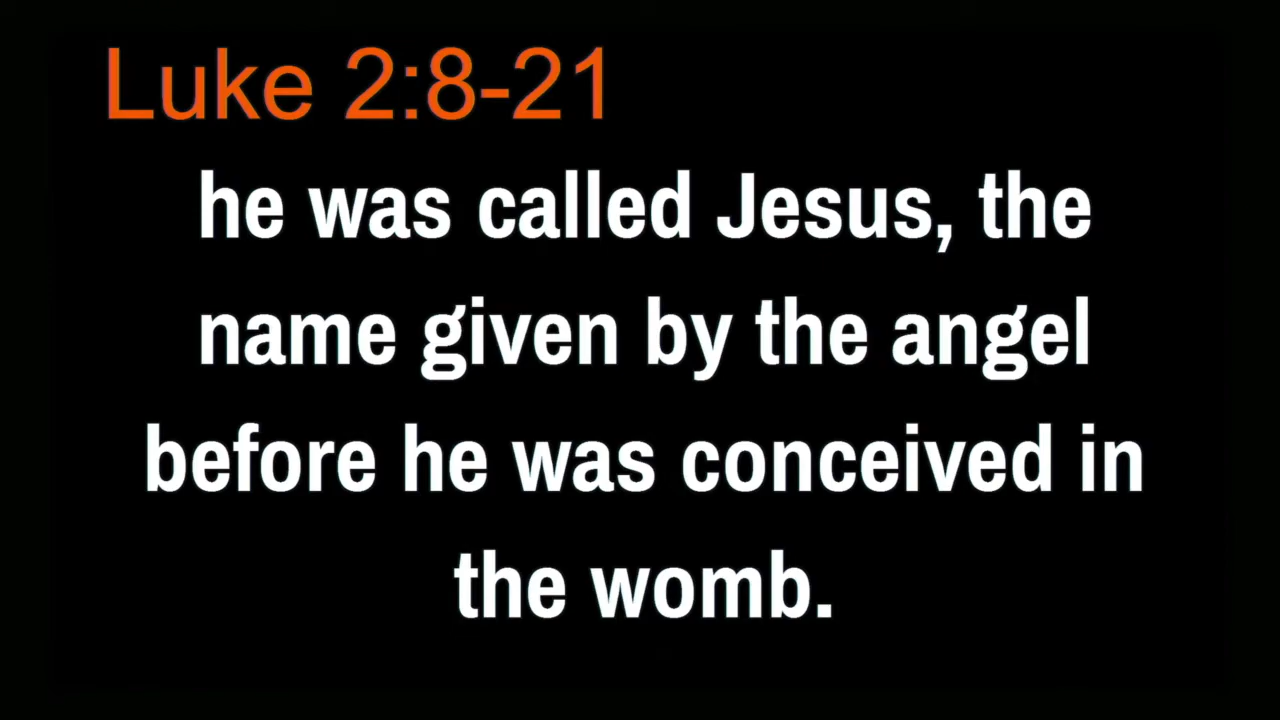 Luke 2:8-21
he was called Jesus, the
name given by the angel
before he was conceived in
the womb.